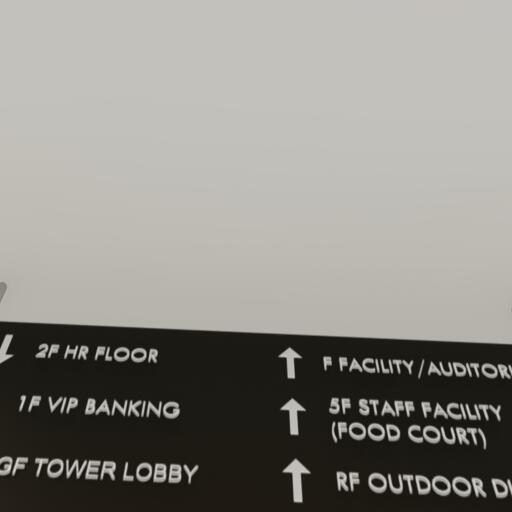 2F HR FLOOR
1F VIP BANKING
GF TOWER LOBBY
F FACILITY / AUDITORI
5F STAFF FACILITY
(FOOD COURT)
RF OUTDOOR